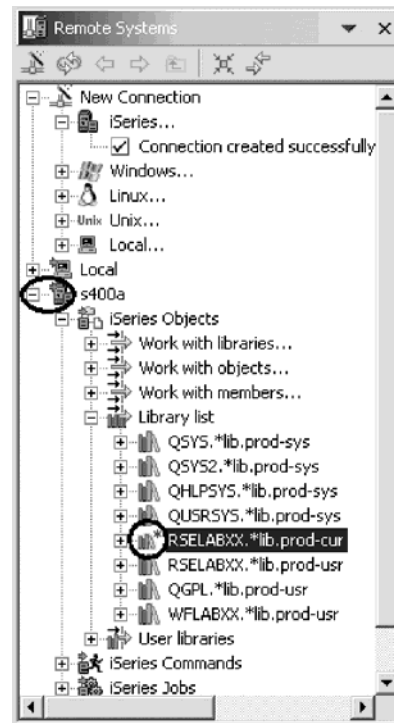 Remote Systems
New Connection
iSeries...
Connection created successfully
Windows...
Linux...
Unix Unix...
Local...
Local
s400a
iSeries Objects
Work with libraries...
Work with objects...
Work with members...
Library list
QSYS.*lib.prod-sys
QSYS2.*lib.prod-sys
QHLPSYS.*lib.prod-sys
QUSRSYS.*lib.prod-sys
RSELABXX.*lib.prod-cur
RSELABXX.*lib.prod-usr
QGPL.*lib.prod-usr
WFLABXX.*lib.prod-usr
User libraries
iSeries Commands
iSeries Jobs